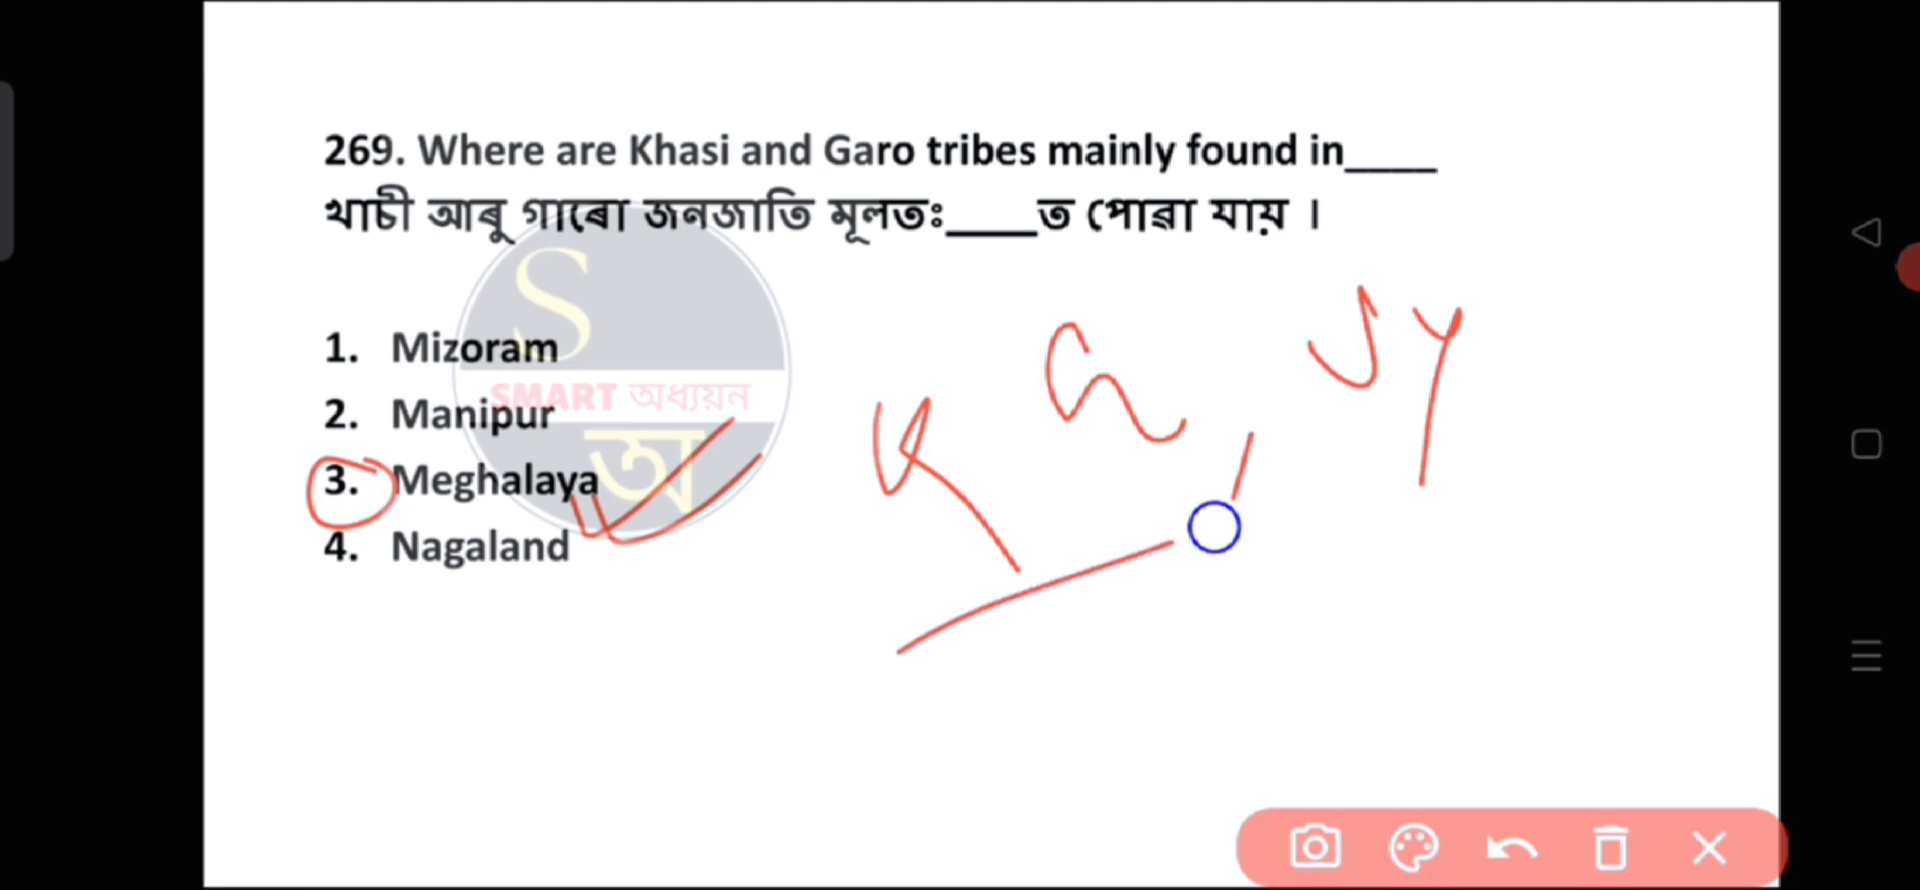 269. Where are Khasi and Garo tribes mainly found in____
খাচী আৰু গাৰো জনজাতি মূলতঃ____ত পোৱা যায় ।
S
1. Mizoram
SMART অধ্যয়ন
2. Manipur
অ
3. Meghalaya
4. Nagaland
K G, Jy